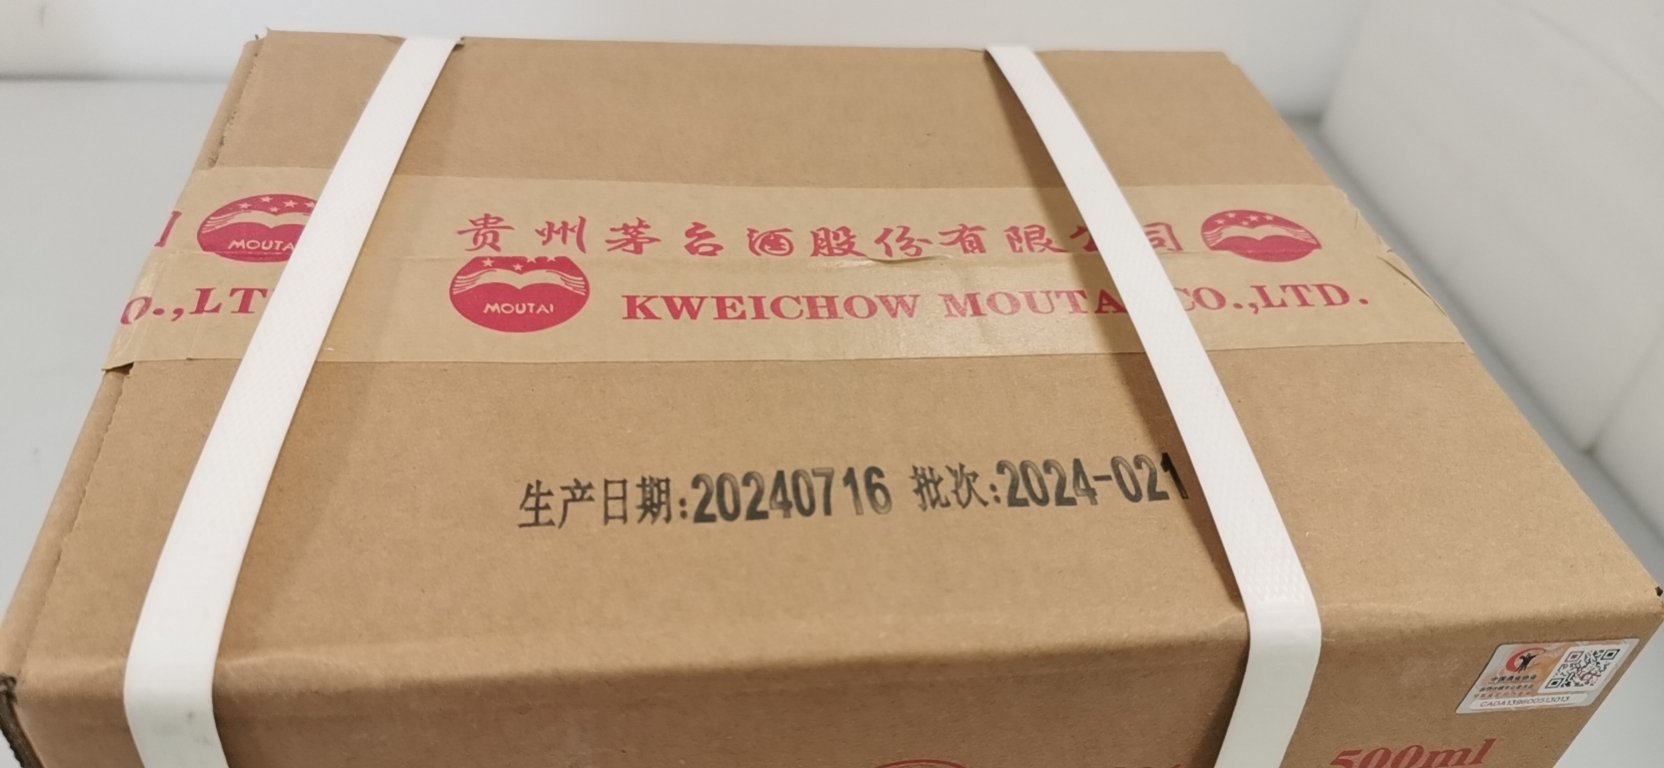 贵州茅台酒股份有限公司
MOUTAI
MOUTAI
KWEICHOW MOUTAI CO.,LTD.
O.,LT
生产日期:20240716 批次:2024-021
500ml